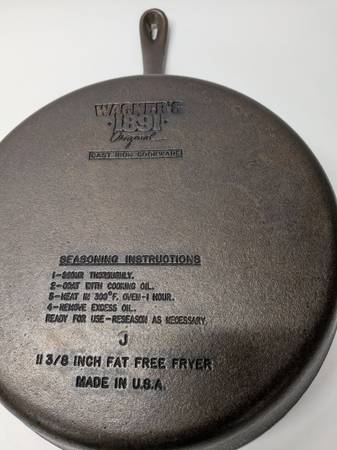 WAGNER'S
1891
Original
CAST IRON COOKWARE
SEASONING INSTRUCTIONS
1-SCOUR THOROUGHLY.
2-COAT WITH COOKING OIL.
3-HEAT IN 300°F. OVEN-1 HOUR.
4-REMOVE EXCESS OIL.
READY FOR USE-RESEASON AS NECESSARY.
J
11 3/8 INCH FAT FREE FRYER
MADE IN U.S.A.